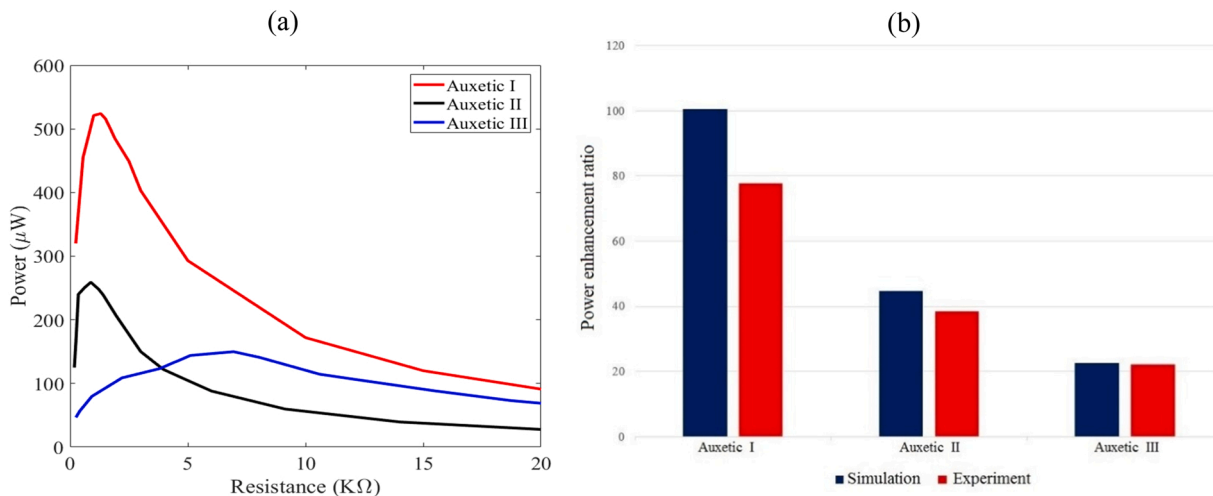 (a)
600
500
400
300
200
100
0
Power (μW)
0 5 10 15 20
Resistance (KΩ)
Auxetic I
Auxetic II
Auxetic III
(b)
120
100
80
60
40
20
0
Power enhancement ratio
Auxetic I Auxetic II Auxetic III
Simulation Experiment